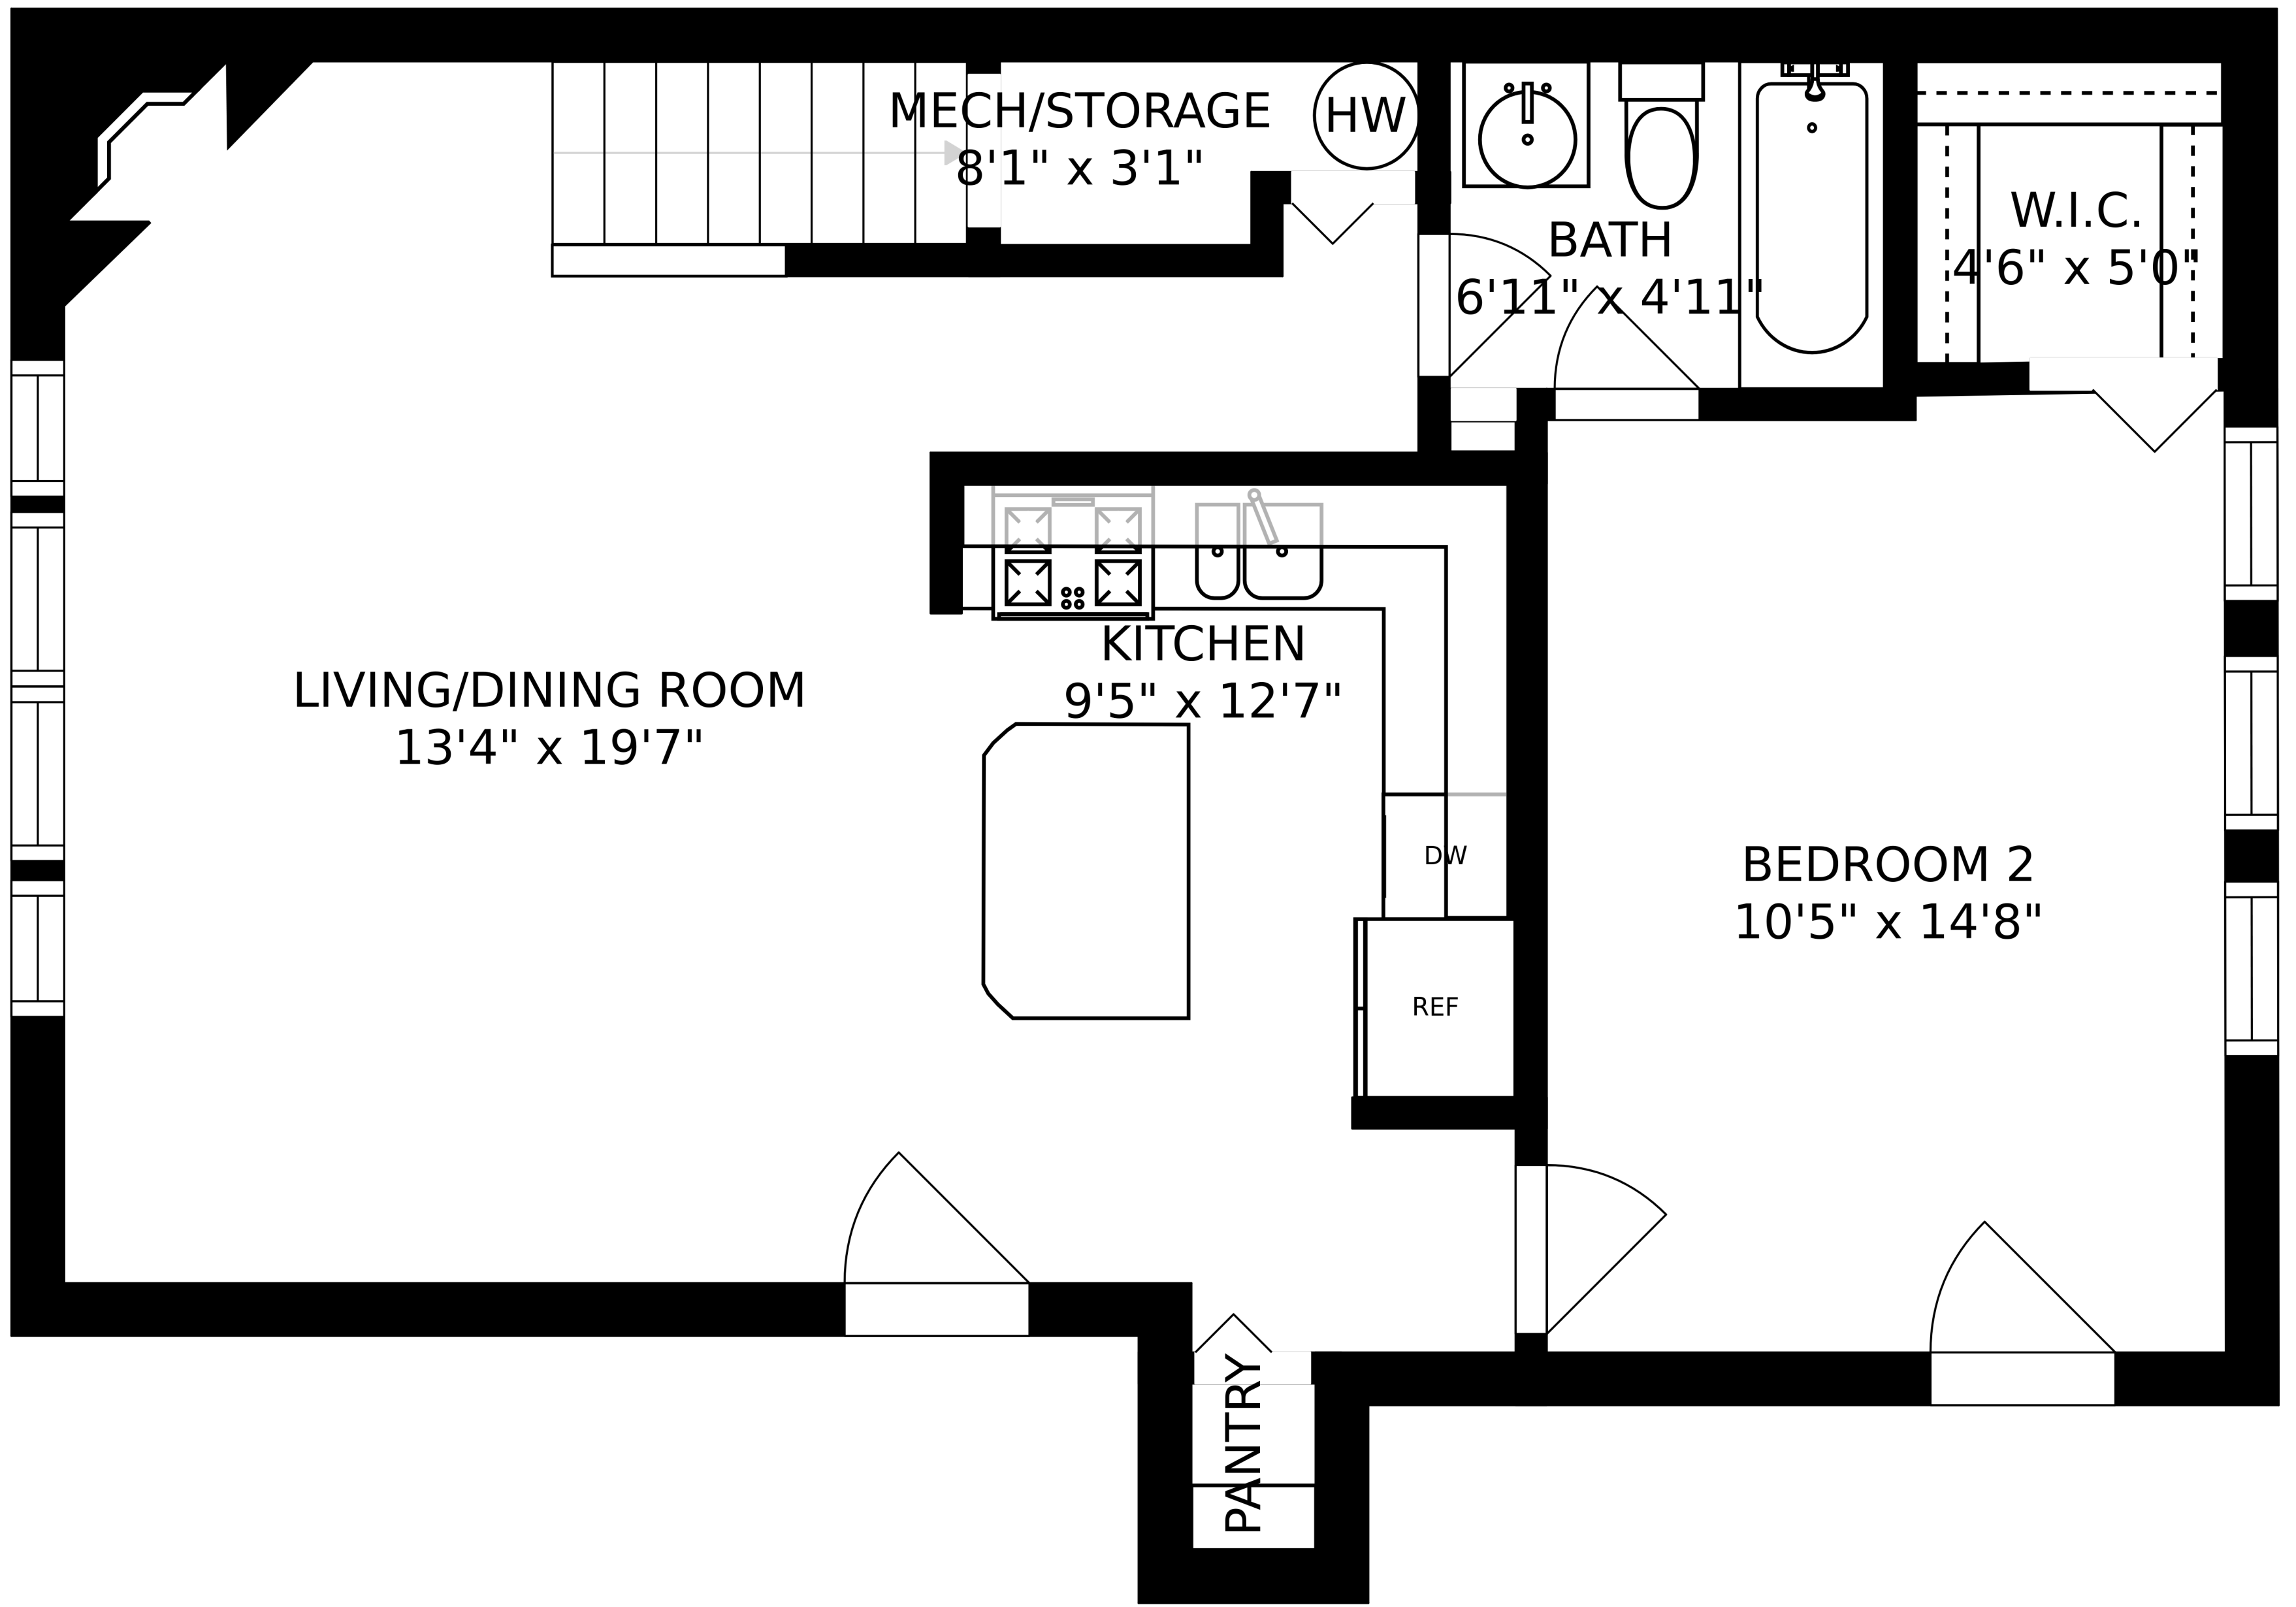 MECH/STORAGE
8'1" x 3'1"
HW
BATH
6'11" x 4'11"
W.I.C.
4'6" x 5'0"
KITCHEN
9'5" x 12'7"
LIVING/DINING ROOM
13'4" x 19'7"
DW
BEDROOM 2
10'5" x 14'8"
REF
PANTRY